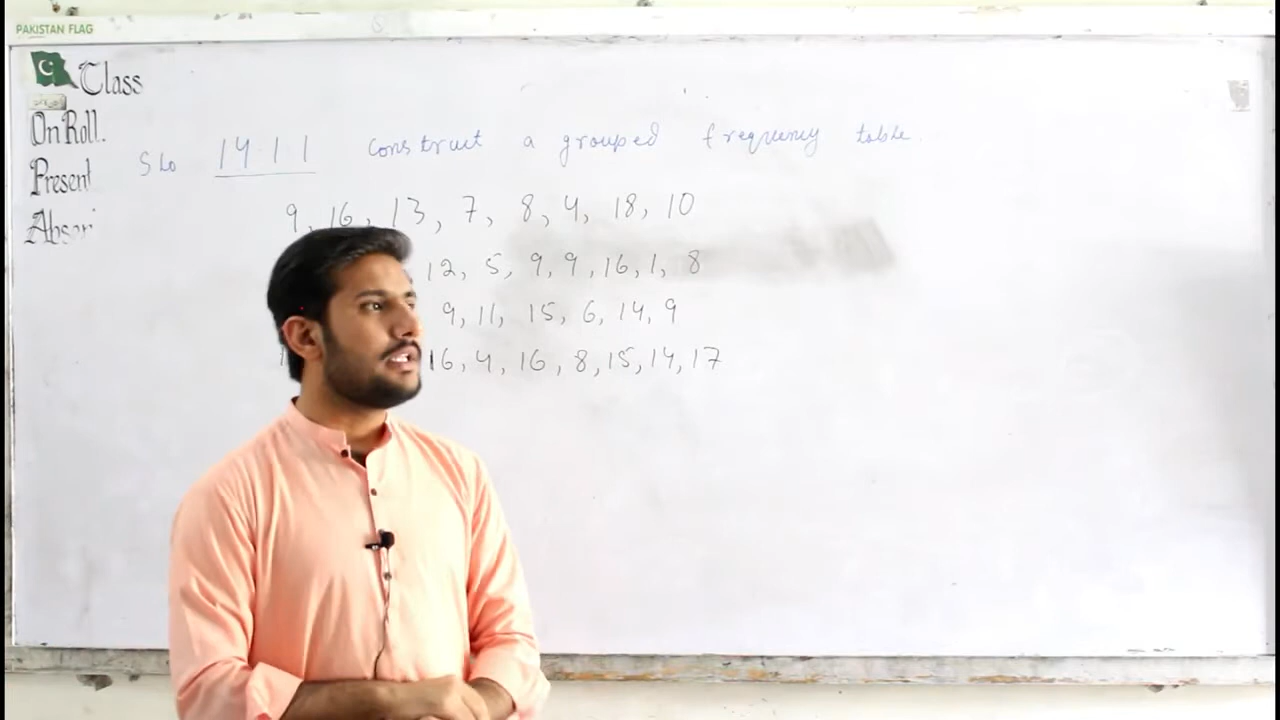 PAKISTAN FLAG
Class
On Roll.
Present
Absen
SLO 14.1.1 construct a grouped frequency table.
9, 16, 13, 7, 8, 4, 18, 10
12, 5, 9, 9, 16, 1, 8
9, 11, 15, 6, 14, 9
16, 4, 16, 8, 15, 14, 17